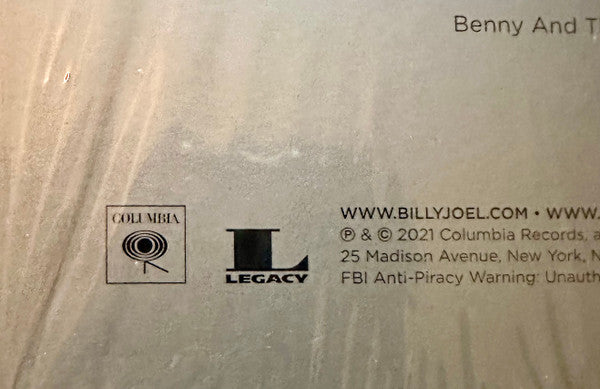 Benny And
COLUMBIA
L
LEGACY
WWW.BILLYJOEL.COM • WWW.
℗ & © 2021 Columbia Records,
25 Madison Avenue, New York,
FBI Anti-Piracy Warning: